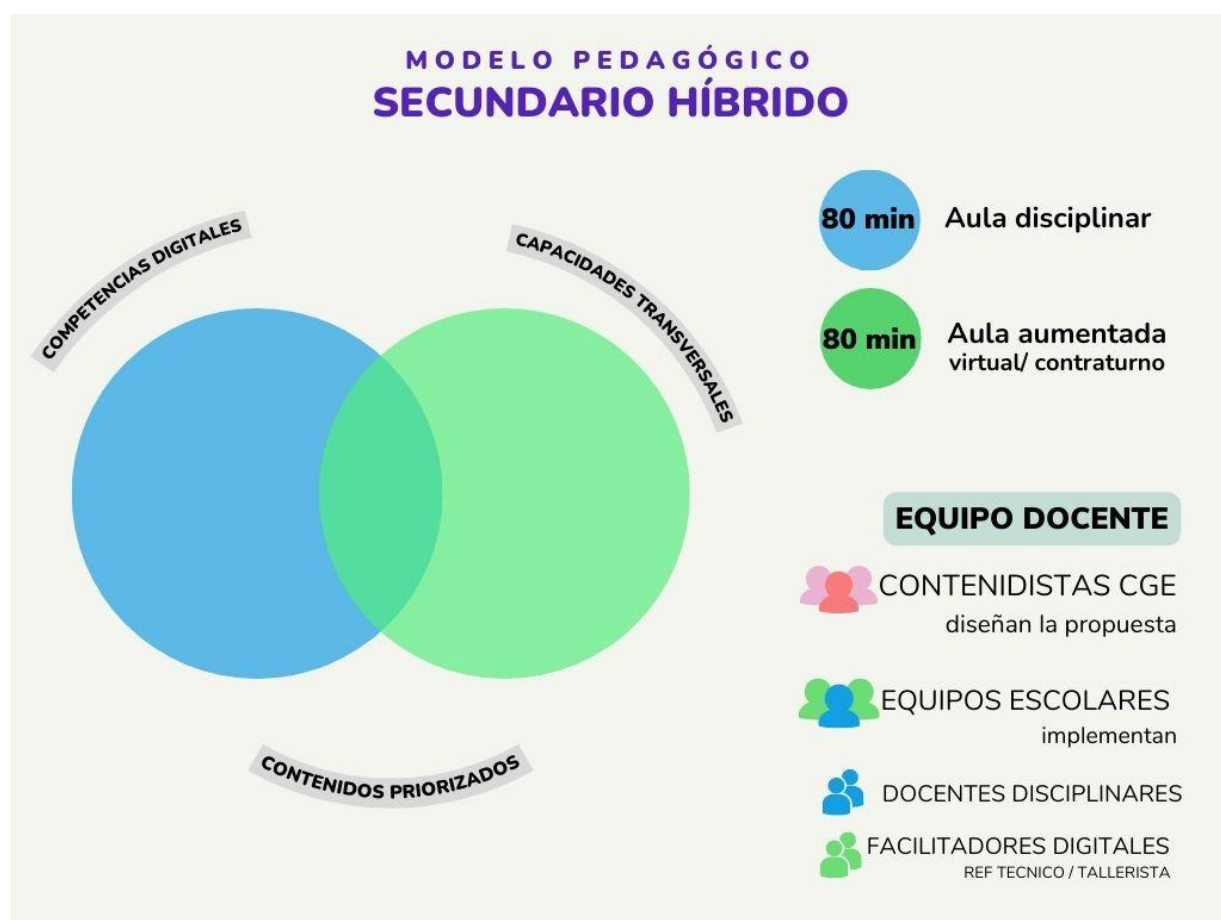 MODELO PEDAGÓGICO
SECUNDARIO HÍBRIDO
COMPETENCIAS DIGITALES
CAPACIDADES TRANSVERSALES
CONTENIDOS PRIORIZADOS
80 min Aula disciplinar
80 min Aula aumentada
virtual/ contraturno
EQUIPO DOCENTE
CONTENIDISTAS CGE
diseñan la propuesta
EQUIPOS ESCOLARES
implementan
DOCENTES DISCIPLINARES
FACILITADORES DIGITALES
REF TECNICO / TALLERISTA